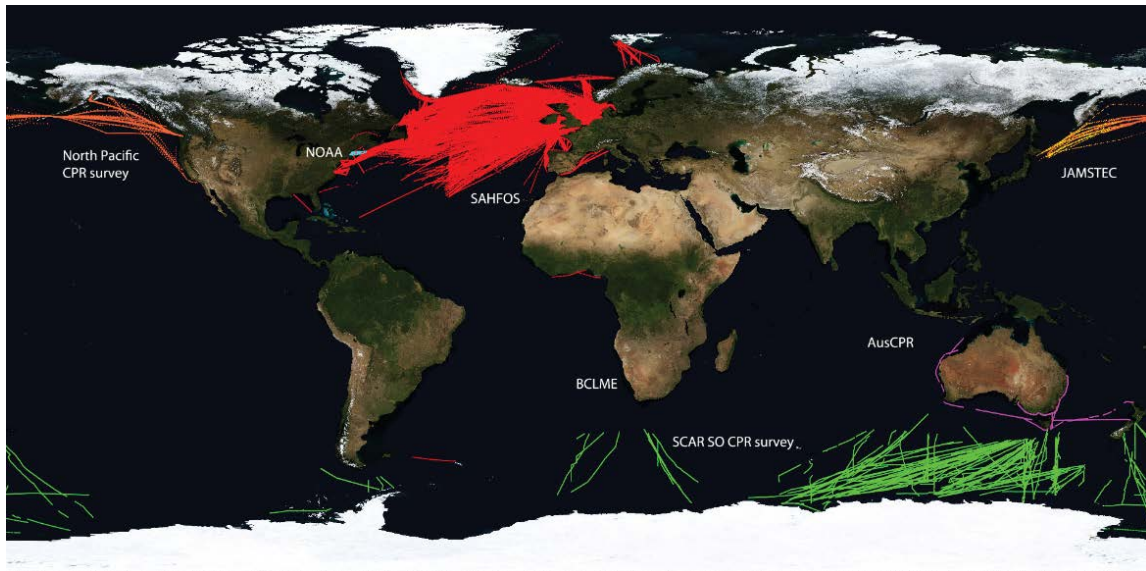 North Pacific
CPR survey
NOAA
SAHFOS
JAMSTEC
AusCPR
BCLME
SCAR SO CPR survey